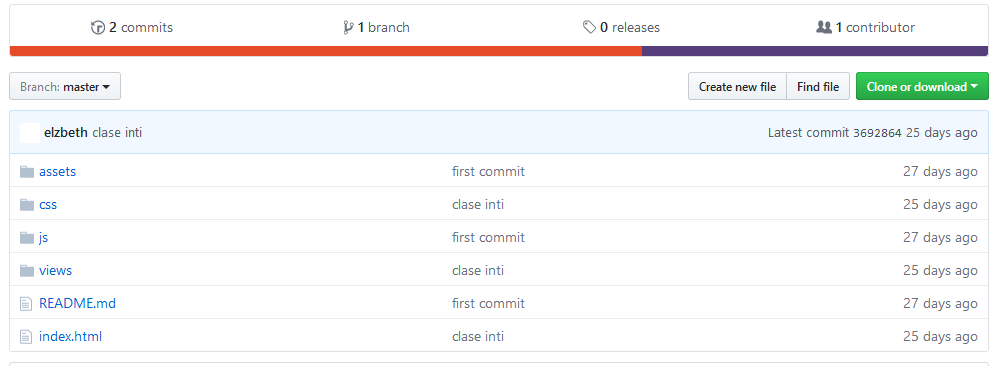 2 commits 1 branch 0 releases 1 contributor
Branch: master Create new file Find file Clone or download
elzbeth clase inti Latest commit 3692864 25 days ago
assets first commit 27 days ago
css clase inti 25 days ago
js first commit 27 days ago
views clase inti 25 days ago
README.md first commit 27 days ago
index.html clase inti 25 days ago